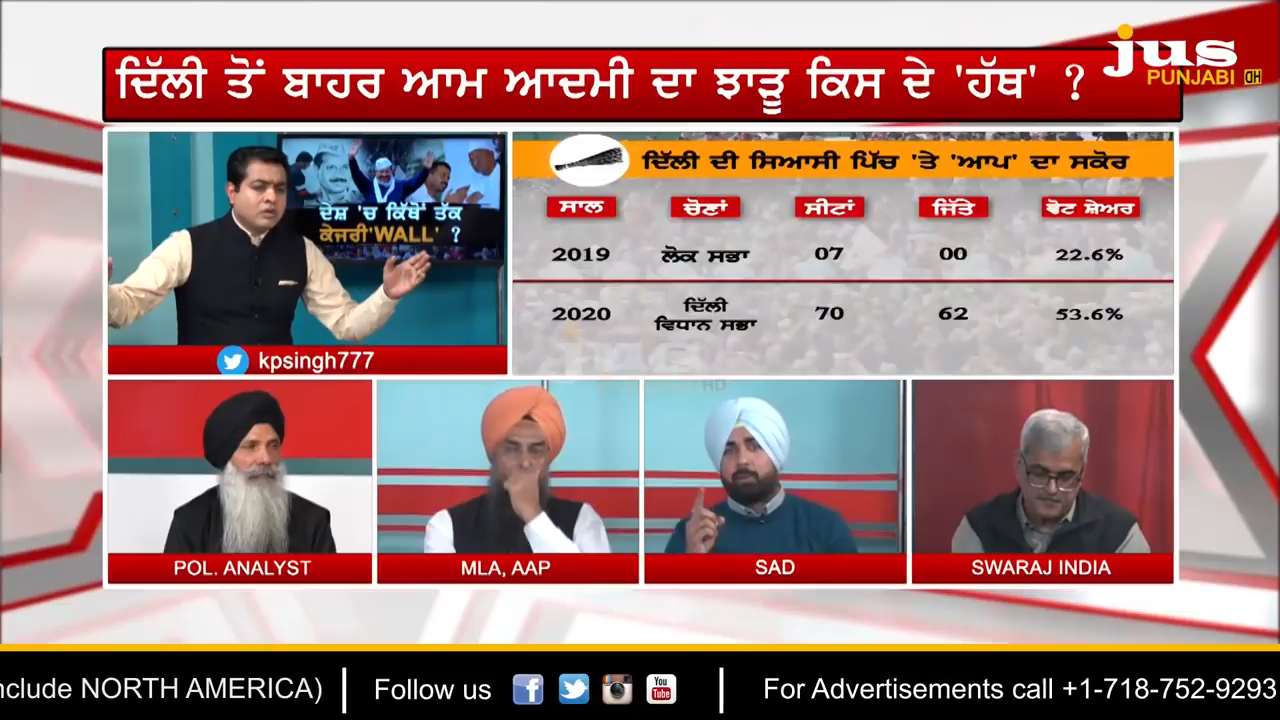 jus
PUNJABI
ਦਿੱਲੀ ਤੋਂ ਬਾਹਰ ਆਮ ਆਦਮੀ ਦਾ ਝਾੜੂ ਕਿਸ ਦੇ 'ਹੱਥ' ?
ਦੇਸ਼ 'ਚ ਕਿੱਥੋਂ ਤੱਕ
ਕੇਜਰੀ'WALL' ?
kpsingh777
ਦਿੱਲੀ ਦੀ ਸਿਆਸੀ ਪਿੱਚ 'ਤੇ 'ਆਪ' ਦਾ ਸਕੋਰ
ਸਾਲ ਚੋਣਾਂ ਸੀਟਾਂ ਜਿੱਤੇ ਵੋਟ ਸ਼ੇਅਰ
2019 ਲੋਕ ਸਭਾ 07 00 22.6%
2020 ਦਿੱਲੀ ਵਿਧਾਨ ਸਭਾ 70 62 53.6%
POL. ANALYST
MLA, AAP
SAD
SWARAJ INDIA
nclude NORTH AMERICA) | Follow us | For Advertisements call +1-718-752-9293